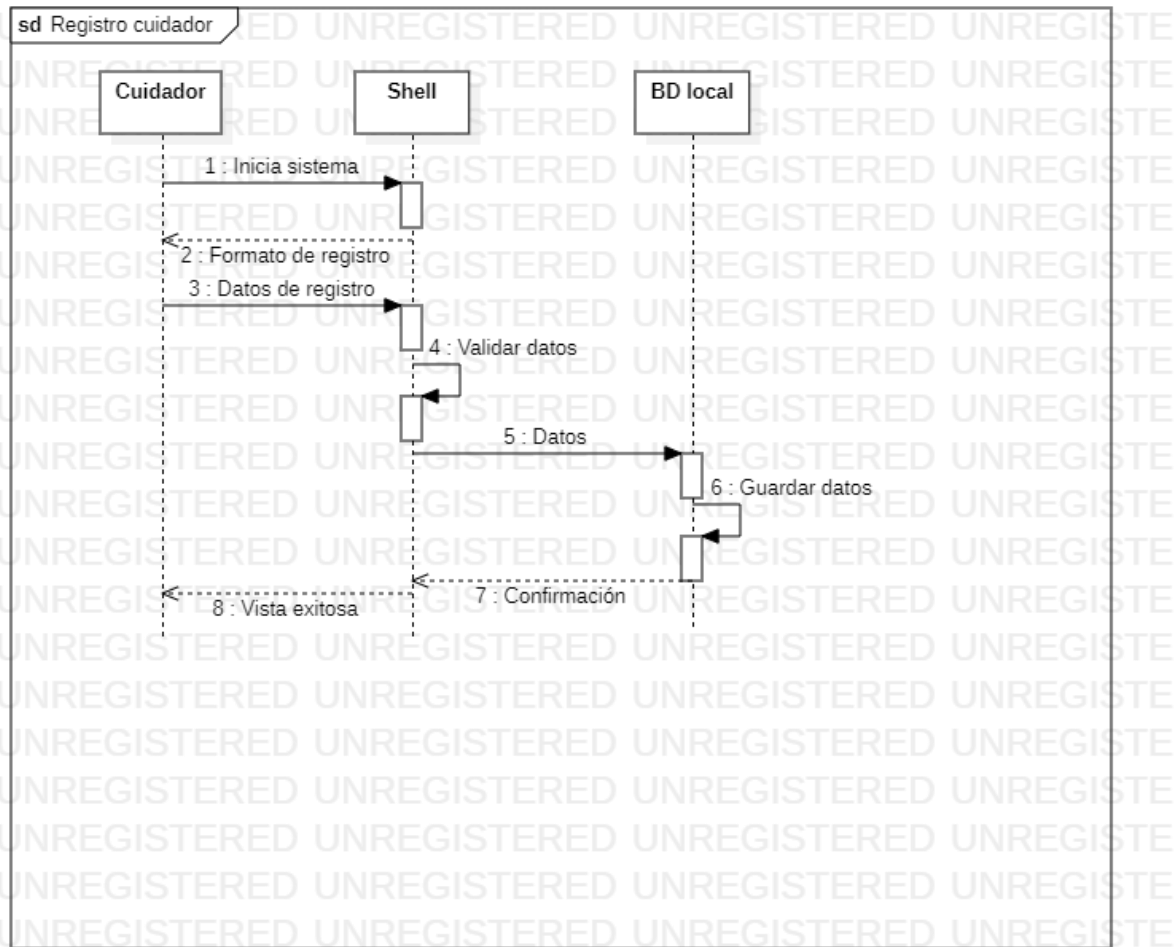 sd Registro cuidador
Cuidador
Shell
BD local
1 : Inicia sistema
2 : Formato de registro
3 : Datos de registro
4 : Validar datos
5 : Datos
6 : Guardar datos
7 : Confirmación
8 : Vista exitosa
UNREGISTERED